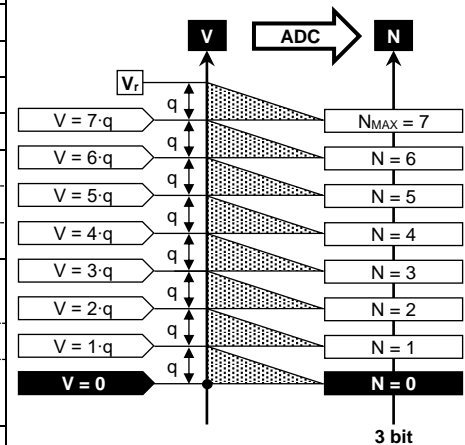 V ADC N
Vr
q
V = 7·q NMAX = 7
q
V = 6·q N = 6
q
V = 5·q N = 5
q
V = 4·q N = 4
q
V = 3·q N = 3
q
V = 2·q N = 2
q
V = 1·q N = 1
q
V = 0 N = 0
3 bit